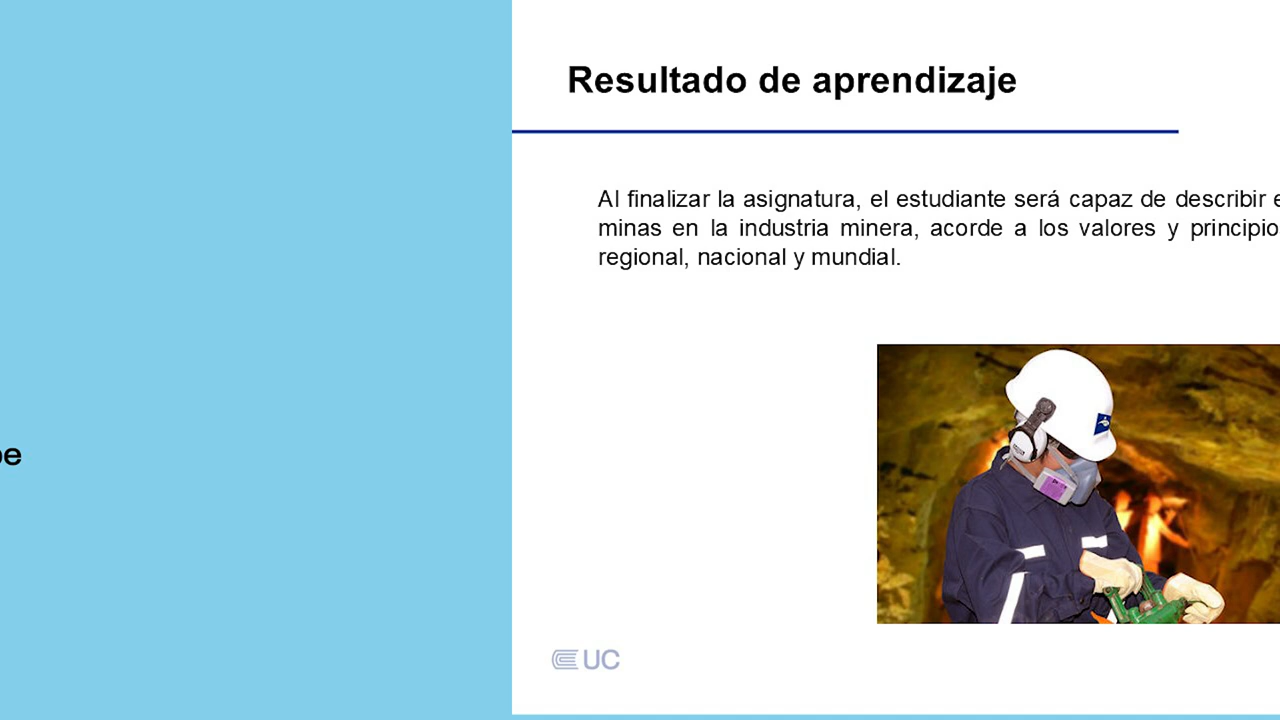 Resultado de aprendizaje
Al finalizar la asignatura, el estudiante será capaz de describir
minas en la industria minera, acorde a los valores y principio
regional, nacional y mundial.
UC